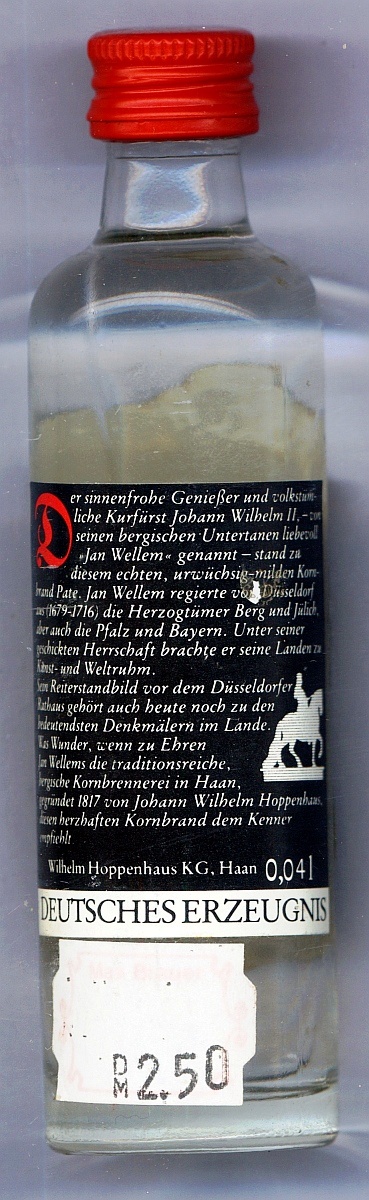 Der sinnenfrohe Genießer und volkstüm-
liche Kurfürst Johann Wilhelm II, – von
seinen bergischen Untertanen liebevoll
»Jan Wellem« genannt – stand zu
diesem echten, urwüchsig-milden Korn-
brand Pate. Jan Wellem regierte von Düsseldorf
aus (1679-1716) die Herzogtümer Berg und Jülich,
aber auch die Pfalz und Bayern. Unter seiner
geschickten Herrschaft brachte er seine Landen zu
Kunst- und Weltruhm.
Sein Reiterstandbild vor dem Düsseldorfer
Rathaus gehört auch heute noch zu den
bedeutendsten Denkmälern im Lande.
Was Wunder, wenn zu Ehren
Jan Wellems die traditionsreiche,
bergische Kornbrennerei in Haan,
gegründet 1817 von Johann Wilhelm Hoppenhaus,
diesen herzhaften Kornbrand dem Kenner
empfiehlt
Wilhelm Hoppenhaus KG, Haan 0,04 l
DEUTSCHES ERZEUGNIS
DM 2.50